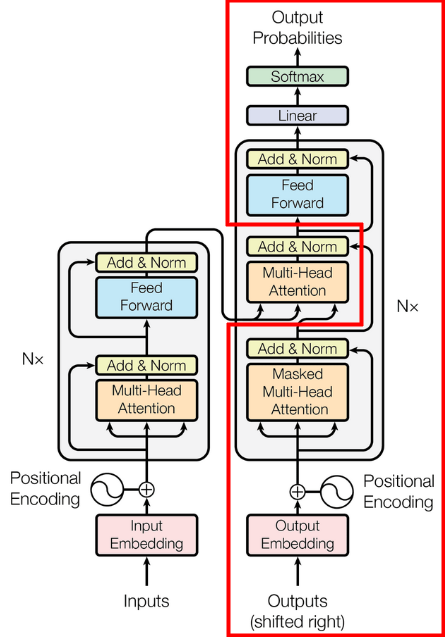 Output
Probabilities
Softmax
Linear
Add & Norm
Feed
Forward
Add & Norm
Multi-Head
Attention
Add & Norm
Masked
Multi-Head
Attention
Nx
Positional
Encoding
Output
Embedding
Outputs
(shifted right)
Add & Norm
Feed
Forward
Add & Norm
Multi-Head
Attention
Nx
Positional
Encoding
Input
Embedding
Inputs